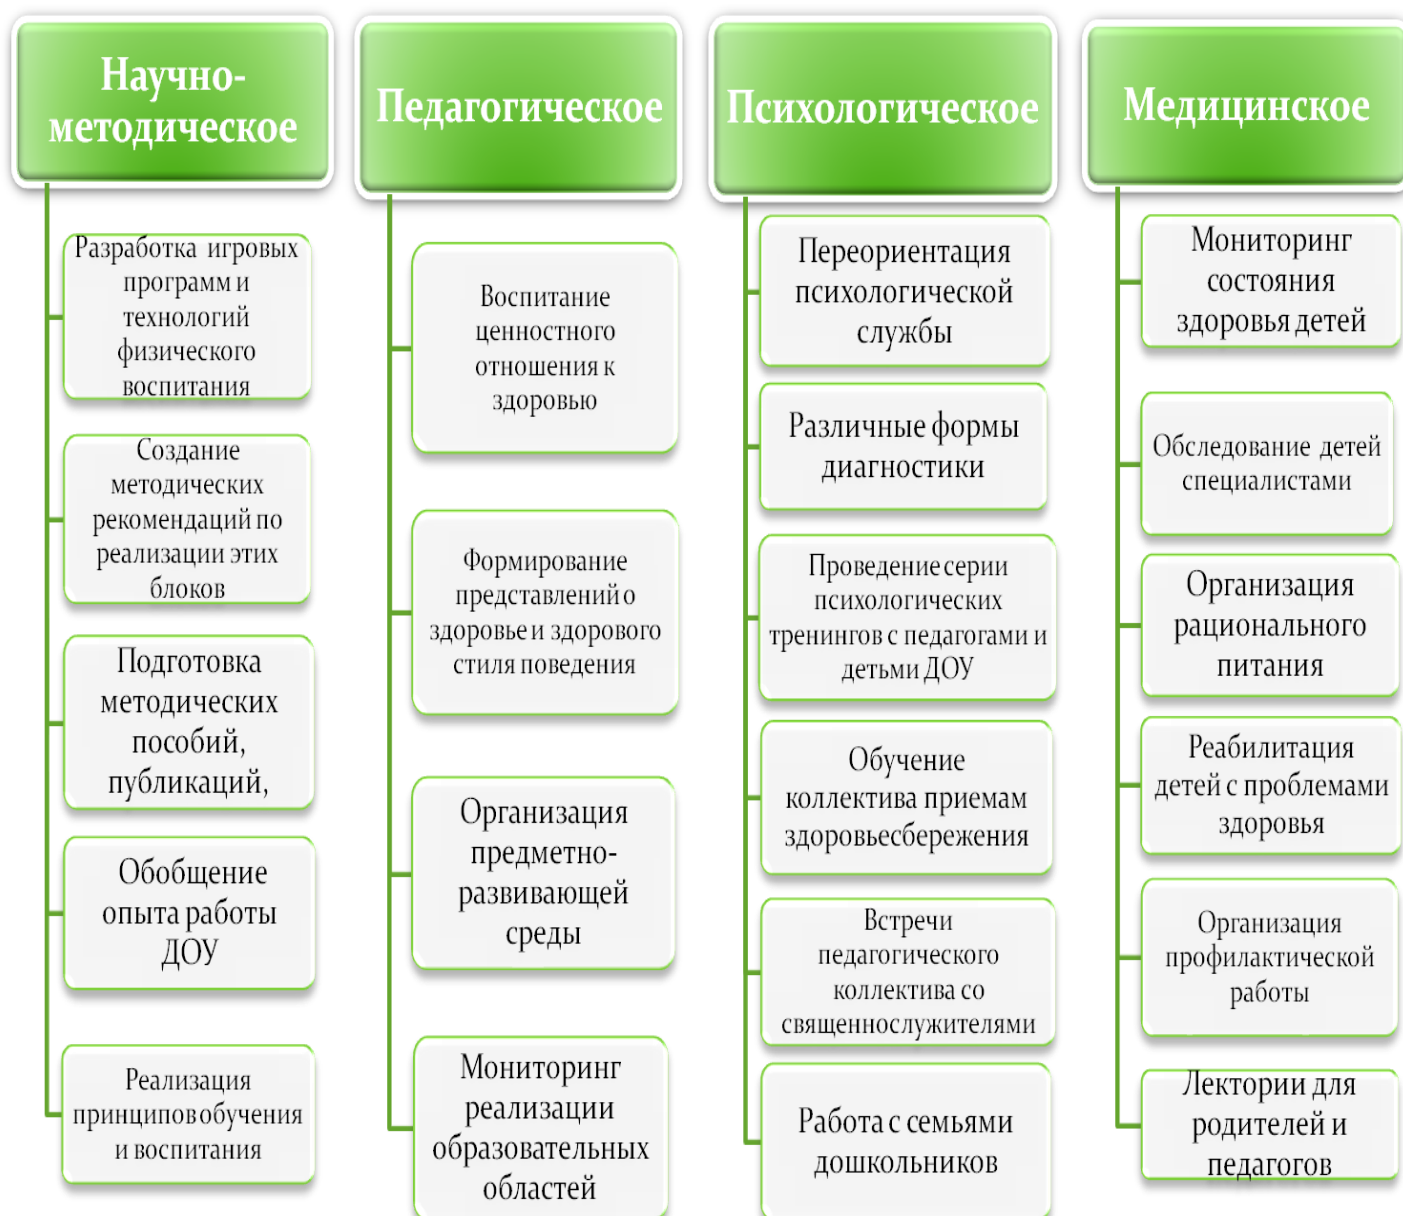 Научно-
методическое
Разработка игровых
программ и
технологий
физического
воспитания
Создание
методических
рекомендаций по
реализации этих
блоков
Подготовка
методических
пособий,
публикаций,
Обобщение
опыта работы
ДОУ
Реализация
принципов обучения
и воспитания
Педагогическое
Воспитание
ценностного
отношения к
здоровью
Формирование
представлений о
здоровье и здорового
стиля поведения
Организация
предметно-
развивающей
среды
Мониторинг
реализации
образовательных
областей
Психологическое
Переориентация
психологической
службы
Различные формы
диагностики
Проведение серии
психологических
тренингов с педагогами и
детьми ДОУ
Обучение
коллектива приемам
здоровьесбережения
Встречи
педагогического
коллектива со
священнослужителями
Работа с семьями
дошкольников
Медицинское
Мониторинг
состояния
здоровья детей
Обследование детей
специалистами
Организация
рационального
питания
Реабилитация
детей с проблемами
здоровья
Организация
профилактической
работы
Лектории для
родителей и
педагогов